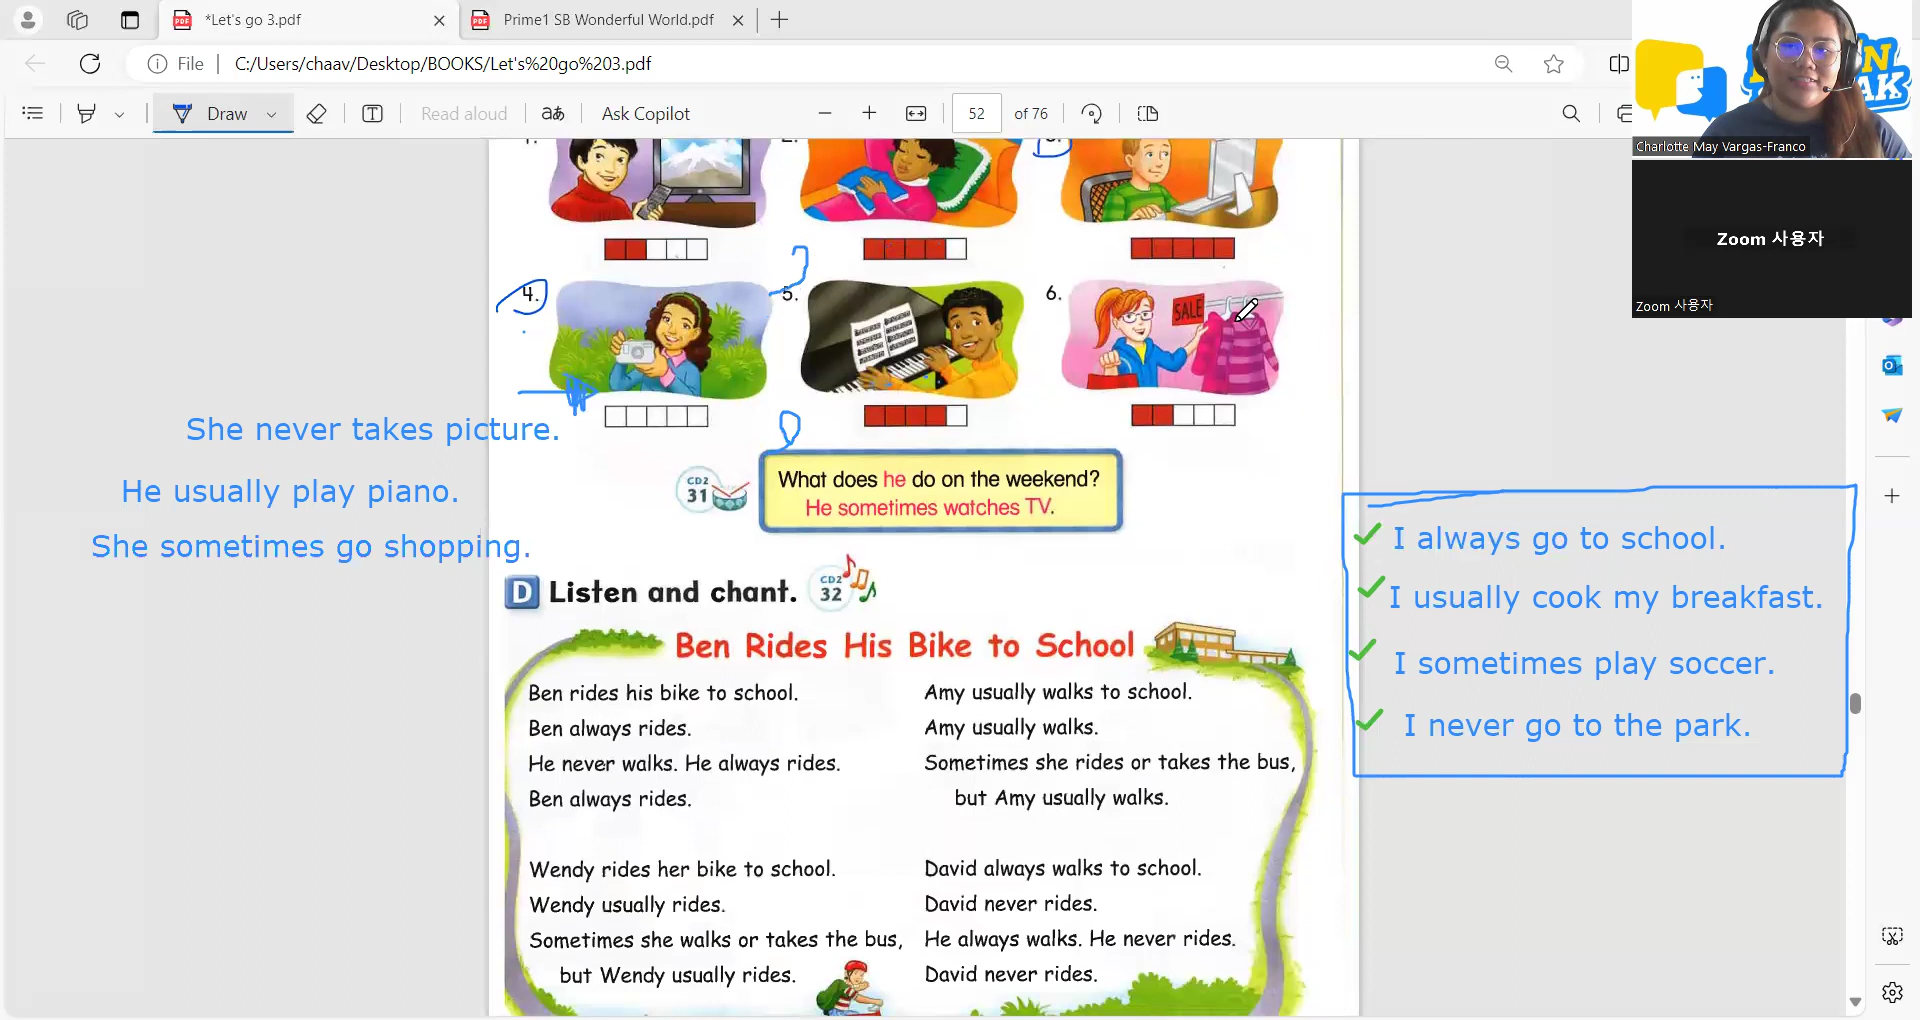 *Let's go 3.pdf
Prime1 SB Wonderful World.pdf
File
C:/Users/chaav/Desktop/BOOKS/Let's%20go%203.pdf
Draw
Read aloud
aあ
Ask Copilot
52
of 76
Charlotte May Vargas-Franco
Zoom 사용자
Zoom 사용자
4.
5.
6.
SALE
She never takes picture.
He usually play piano.
She sometimes go shopping.
CD2
31
What does he do on the weekend?
He sometimes watches TV.
I always go to school.
I usually cook my breakfast.
I sometimes play soccer.
I never go to the park.
D Listen and chant.
CD2
32
Ben Rides His Bike to School
Ben rides his bike to school.
Ben always rides.
He never walks. He always rides.
Ben always rides.
Amy usually walks to school.
Amy usually walks.
Sometimes she rides or takes the bus,
but Amy usually walks.
Wendy rides her bike to school.
Wendy usually rides.
Sometimes she walks or takes the bus,
but Wendy usually rides.
David always walks to school.
David never rides.
He always walks. He never rides.
David never rides.